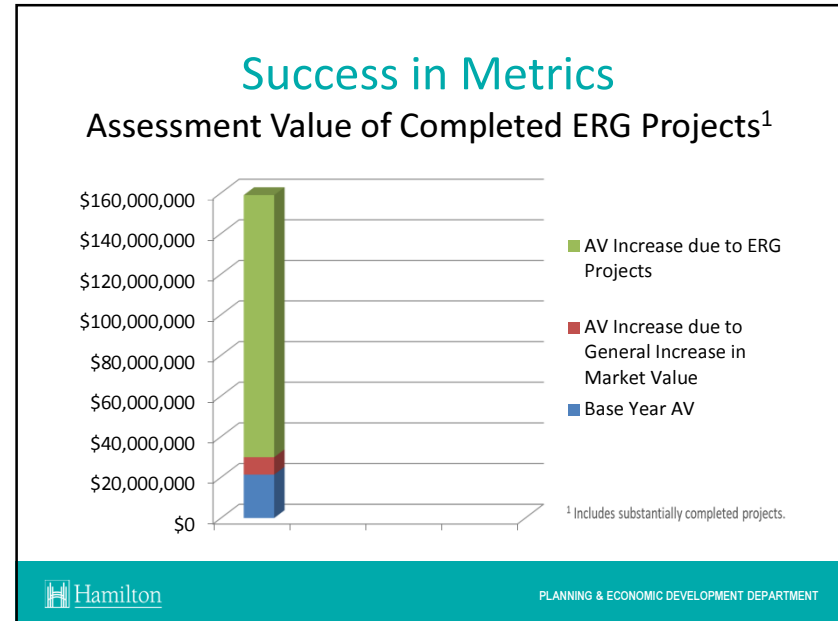 Success in Metrics
Assessment Value of Completed ERG Projects¹
$160,000,000
$140,000,000
$120,000,000
$100,000,000
$80,000,000
$60,000,000
$40,000,000
$20,000,000
$0
AV Increase due to ERG
Projects
AV Increase due to
General Increase in
Market Value
Base Year AV
¹ Includes substantially completed projects.
Hamilton
PLANNING & ECONOMIC DEVELOPMENT DEPARTMENT